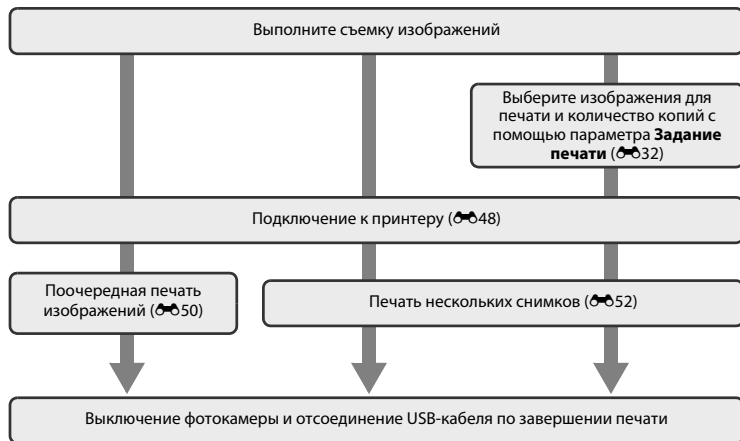 Выполните съемку изображений
Выберите изображения для
печати и количество копий с
помощью параметра Задание
печати (32)
Подключение к принтеру (48)
Поочередная печать
изображений (50)
Печать нескольких снимков (52)
Выключение фотокамеры и отсоединение USB-кабеля по завершении печати